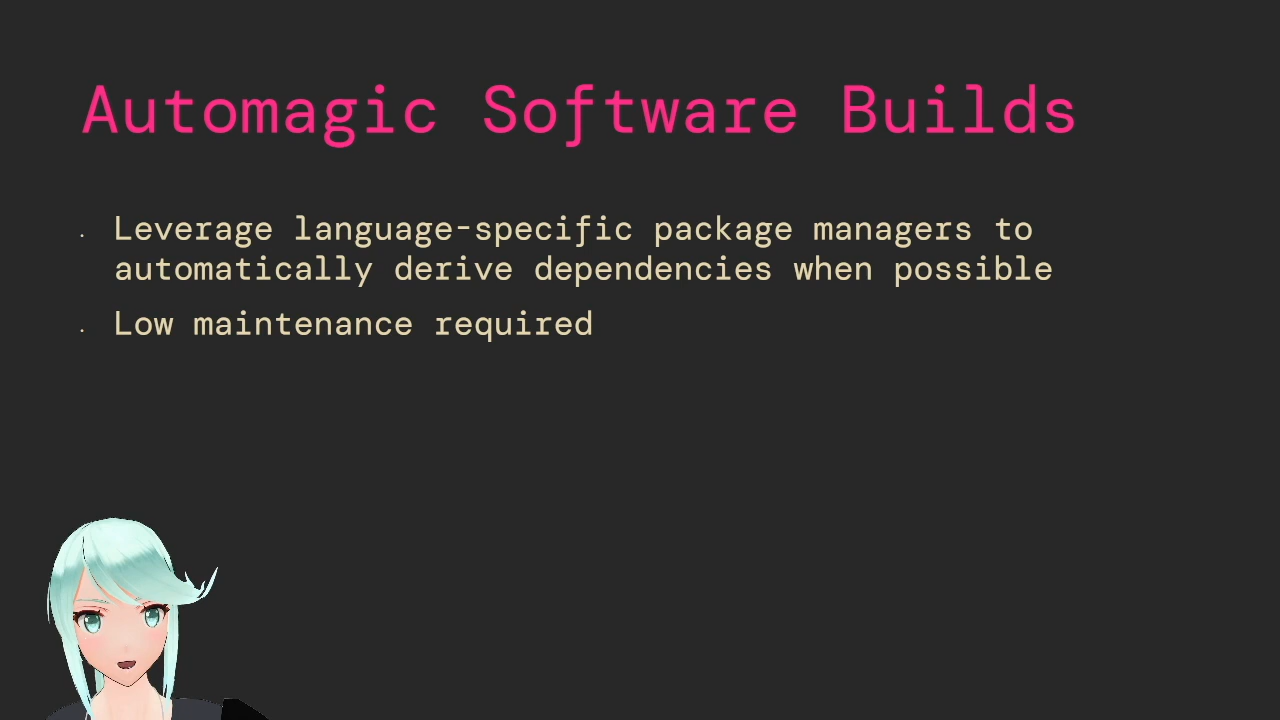 Automagic Software Builds
· Leverage language-specific package managers to
automatically derive dependencies when possible
· Low maintenance required